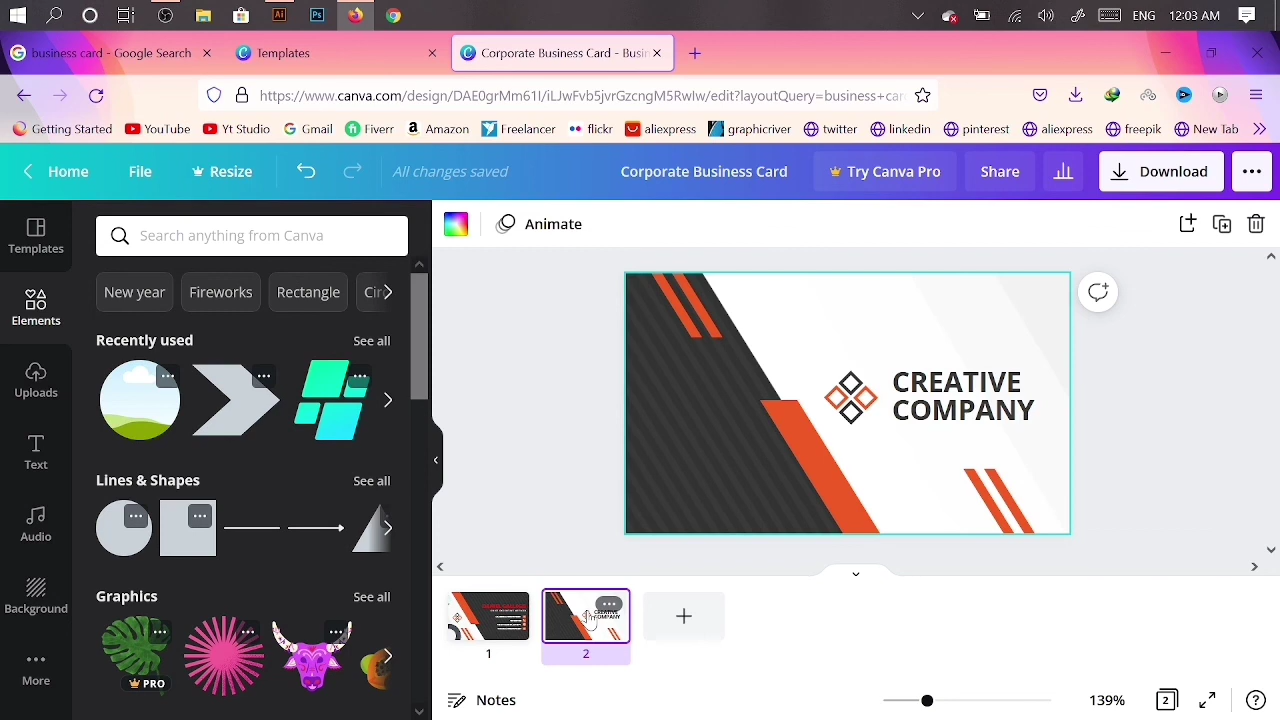 ENG 12:03 AM
business card - Google Search
Templates
Corporate Business Card - Busin
https://www.canva.com/design/DAE0grMm61I/iLJwFvb5jvrGzcngM5RwIw/edit?layoutQuery=business+car
Getting Started YouTube Yt Studio Gmail Fiverr Amazon Freelancer flickr aliexpress graphicriver twitter linkedin pinterest aliexpress freepik New Tab
Home File Resize All changes saved Corporate Business Card Try Canva Pro Share Download
Templates
Elements
Uploads
Text
Audio
Background
More
Search anything from Canva
New year Fireworks Rectangle Cir
Recently used See all
Lines & Shapes See all
Graphics See all
PRO
Animate
CREATIVE
COMPANY
CREATIVE
COMPANY
1 2
Notes 139% 2